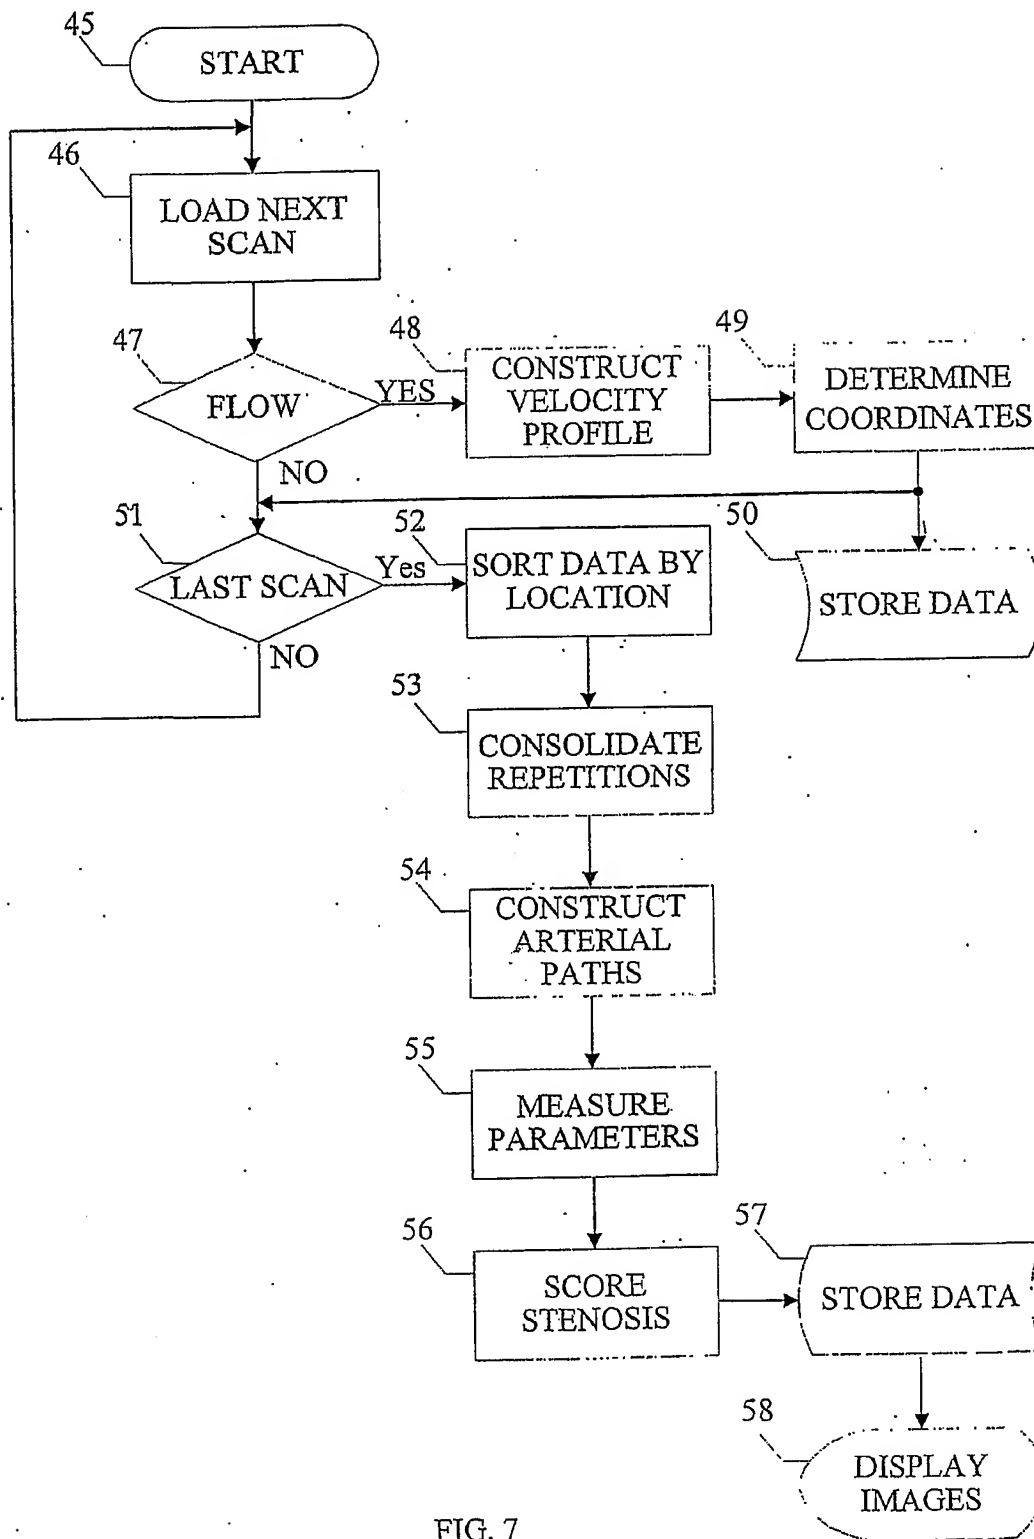 45
START
46
LOAD NEXT
SCAN
47
FLOW
YES
NO
48
CONSTRUCT
VELOCITY
PROFILE
49
DETERMINE
COORDINATES
50
STORE DATA
51
LAST SCAN
Yes
NO
52
SORT DATA BY
LOCATION
53
CONSOLIDATE
REPETITIONS
54
CONSTRUCT
ARTERIAL
PATHS
55
MEASURE
PARAMETERS
56
SCORE
STENOSIS
57
STORE DATA
58
DISPLAY
IMAGES
FIG. 7